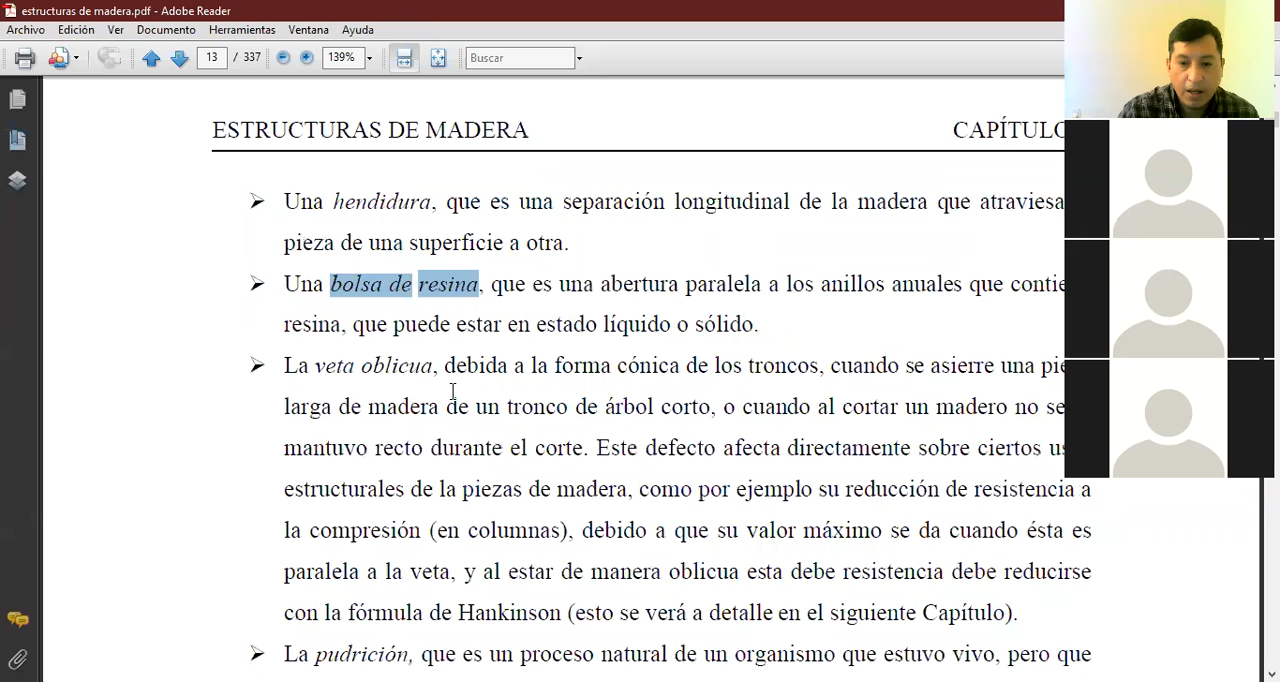 estructuras de madera.pdf - Adobe Reader
Archivo Edición Ver Documento Herramientas Ventana Ayuda
13 / 337 139% Buscar
ESTRUCTURAS DE MADERA CAPÍTULO
Una hendidura, que es una separación longitudinal de la madera que atraviesa
pieza de una superficie a otra.
Una bolsa de resina, que es una abertura paralela a los anillos anuales que contie
resina, que puede estar en estado líquido o sólido.
La veta oblicua, debida a la forma cónica de los troncos, cuando se asierre una pie
larga de madera de un tronco de árbol corto, o cuando al cortar un madero no se
mantuvo recto durante el corte. Este defecto afecta directamente sobre ciertos us
estructurales de la piezas de madera, como por ejemplo su reducción de resistencia a
la compresión (en columnas), debido a que su valor máximo se da cuando ésta es
paralela a la veta, y al estar de manera oblicua esta debe resistencia debe reducirse
con la fórmula de Hankinson (esto se verá a detalle en el siguiente Capítulo).
La pudrición, que es un proceso natural de un organismo que estuvo vivo, pero que